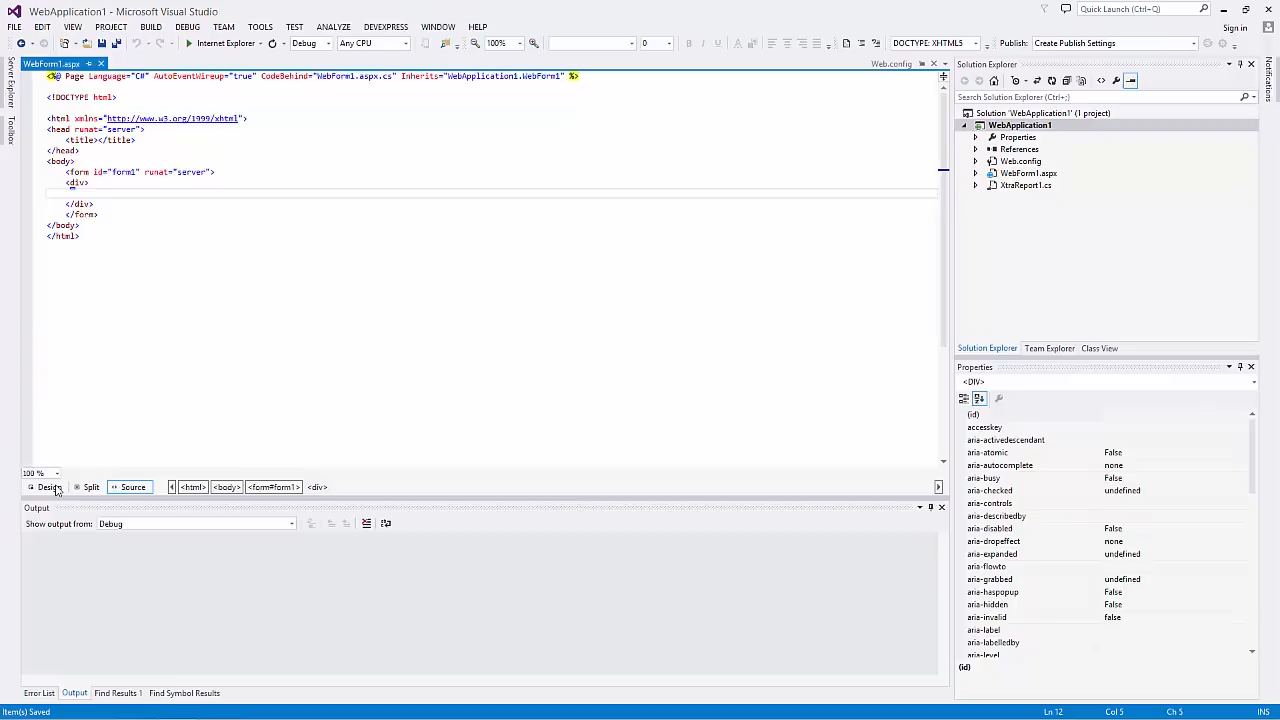 WebApplication1 - Microsoft Visual Studio
Quick Launch (Ctrl+Q)
FILE EDIT VIEW PROJECT BUILD DEBUG TEAM TOOLS TEST ANALYZE DEVEXPRESS WINDOW HELP
Sign in
Internet Explorer Debug Any CPU 100% 0 DOCTYPE: XHTML5 Publish: Create Publish Settings
Server Explorer
Toolbox
Notifications
WebForm1.aspx
Web.config
<%@ Page Language="C#" AutoEventWireup="true" CodeBehind="WebForm1.aspx.cs" Inherits="WebApplication1.WebForm1" %>
<!DOCTYPE html>
<html xmlns="http://www.w3.org/1999/xhtml">
<head runat="server">
<title></title>
</head>
<body>
<form id="form1" runat="server">
<div>
</div>
</form>
</body>
</html>
100 %
Design Split Source <html> <body> <form#form1> <div>
Output
Show output from: Debug
Error List Output Find Results 1 Find Symbol Results
Solution Explorer
Search Solution Explorer (Ctrl+;)
Solution 'WebApplication1' (1 project)
WebApplication1
Properties
References
Web.config
WebForm1.aspx
XtraReport1.cs
Solution Explorer Team Explorer Class View
Properties
<DIV>
(id)
accesskey
aria-activedescendant
aria-atomic False
aria-autocomplete none
aria-busy False
aria-checked undefined
aria-controls
aria-describedby
aria-disabled False
aria-dropeffect none
aria-expanded undefined
aria-flowto
aria-grabbed undefined
aria-haspopup False
aria-hidden False
aria-invalid false
aria-label
aria-labelledby
aria-level
(id)
Item(s) Saved
Ln 12 Col 5 Ch 5 INS